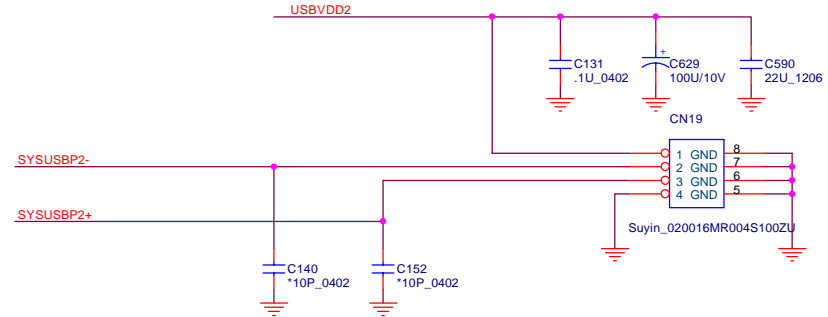 USBVDD2
C131
.1U_0402
C629
100U/10V
C590
22U_1206
+
CN19
SYSUSBP2-
SYSUSBP2+
1 GND 8
2 GND 7
3 GND 6
4 GND 5
Suyin_020016MR004S100ZU
C140
*10P_0402
C152
*10P_0402